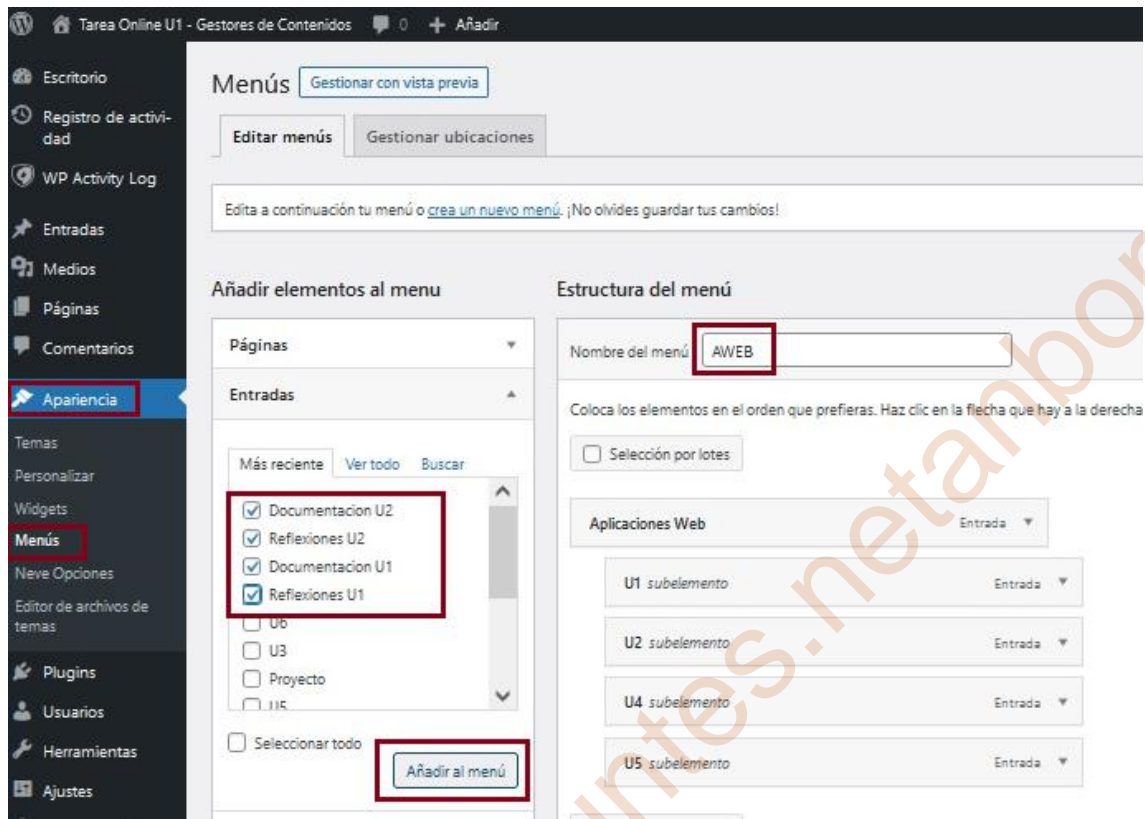 Tarea Online U1 - Gestores de Contenidos 0 + Añadir
Escritorio
Registro de activi-
dad
WP Activity Log
Entradas
Medios
Páginas
Comentarios
Apariencia
Temas
Personalizar
Widgets
Menús
Neve Opciones
Editor de archivos de
temas
Plugins
Usuarios
Herramientas
Ajustes
Menús Gestionar con vista previa
Editar menús Gestionar ubicaciones
Edita a continuación tu menú o crea un nuevo menú. ¡No olvides guardar tus cambios!
Añadir elementos al menu
Páginas
Entradas
Más reciente Ver todo Buscar
Documentacion U2
Reflexiones U2
Documentacion U1
Reflexiones U1
U6
U3
Proyecto
U5
Seleccionar todo
Añadir al menú
Estructura del menú
Nombre del menú AWEB
Coloca los elementos en el orden que prefieras. Haz clic en la flecha que hay a la derecha
Selección por lotes
Aplicaciones Web Entrada
U1 subelemento Entrada
U2 subelemento Entrada
U4 subelemento Entrada
U5 subelemento Entrada